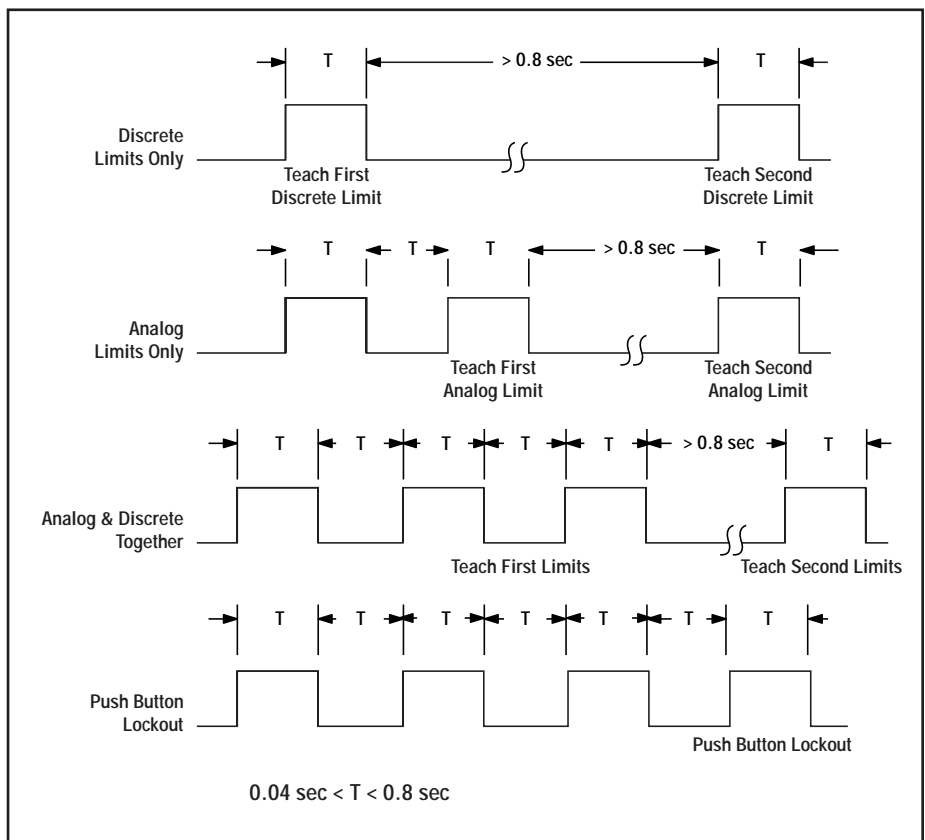 T > 0.8 sec T
Discrete
Limits Only
Teach First
Discrete Limit
Teach Second
Discrete Limit
T T T > 0.8 sec T
Analog
Limits Only
Teach First
Analog Limit
Teach Second
Analog Limit
T T T T T > 0.8 sec T
Analog & Discrete
Together
Teach First Limits
Teach Second Limits
T T T T T T T
Push Button
Lockout
Push Button Lockout
0.04 sec < T < 0.8 sec